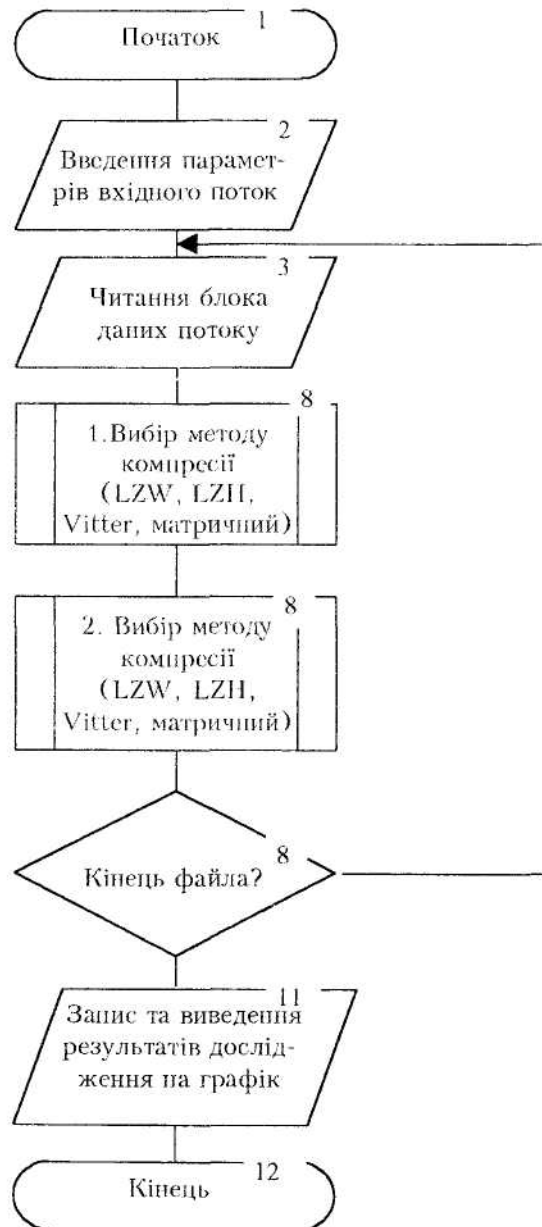 1
Початок
2
Введення парамет-
рів вхідного поток
3
Читання блока
даних потоку
8
1.Вибір методу
компресії
(LZW, LZH,
Vitter, матричний)
8
2. Вибір методу
компресії
(LZW, LZH,
Vitter, матричний)
8
Кінець файла?
11
Запис та виведення
результатів дослід-
ження на графік
12
Кінець